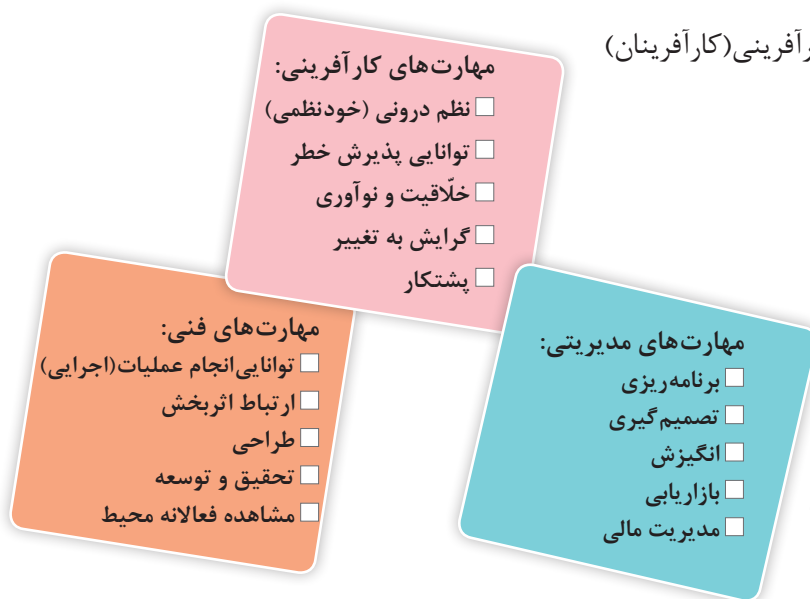 رآفرینی(کارآفرینان)
مهارت‌های کارآفرینی:
نظم درونی (خودنظمی)
توانایی پذیرش خطر
خلّاقیت و نوآوری
گرایش به تغییر
پشتکار
مهارت‌های مدیریتی:
برنامه‌ریزی
تصمیم‌گیری
انگیزش
بازاریابی
مدیریت مالی
مهارت‌های فنی:
توانایی‌انجام عملیات(اجرایی)
ارتباط اثربخش
طراحی
تحقیق و توسعه
مشاهده فعالانه محیط